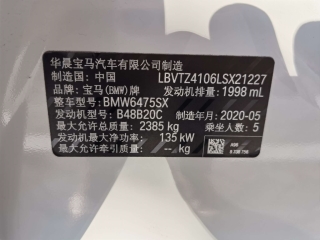 华晨宝马汽车有限公司制造
制造国：中国 LBVTZ4106LSX21227
品牌：宝马(BMW)牌 发动机排量：1998 mL
整车型号：BMW6475SX
发动机型号：B48B20C 制造年月：2020-05
最大允许总质量：2385 kg 乘坐人数：5
发动机最大净功率：135 kW
最大允许牵引质量：-- kg